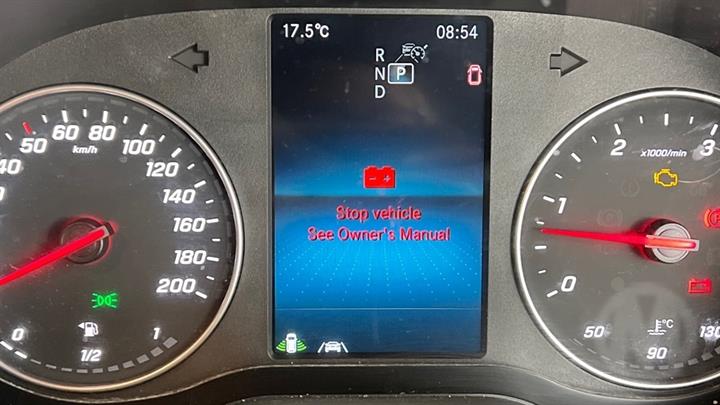 17.5°C 08:54
R
N P
D
Stop vehicle
See Owner's Manual
40 50 60 80 100 120 140 160 180 200
km/h
0 1/2 1
0 1 2 3
x1000/min
°C
50 90 130